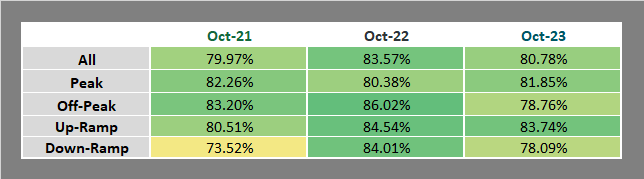 Oct-21 Oct-22 Oct-23
All 79.97% 83.57% 80.78%
Peak 82.26% 80.38% 81.85%
Off-Peak 83.20% 86.02% 78.76%
Up-Ramp 80.51% 84.54% 83.74%
Down-Ramp 73.52% 84.01% 78.09%